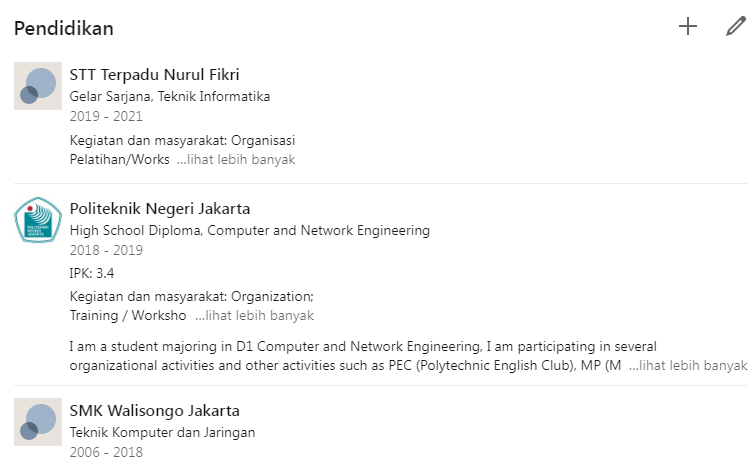 Pendidikan
STT Terpadu Nurul Fikri
Gelar Sarjana, Teknik Informatika
2019 - 2021
Kegiatan dan masyarakat: Organisasi
Pelatihan/Works ...lihat lebih banyak
POLITEKNIK
NEGERI
JAKARTA
Politeknik Negeri Jakarta
High School Diploma, Computer and Network Engineering
2018 - 2019
IPK: 3.4
Kegiatan dan masyarakat: Organization;
Training / Worksho ...lihat lebih banyak
I am a student majoring in D1 Computer and Network Engineering, I am participating in several
organizational activities and other activities such as PEC (Polytechnic English Club), MP (M ...lihat lebih banyak
SMK Walisongo Jakarta
Teknik Komputer dan Jaringan
2006 - 2018